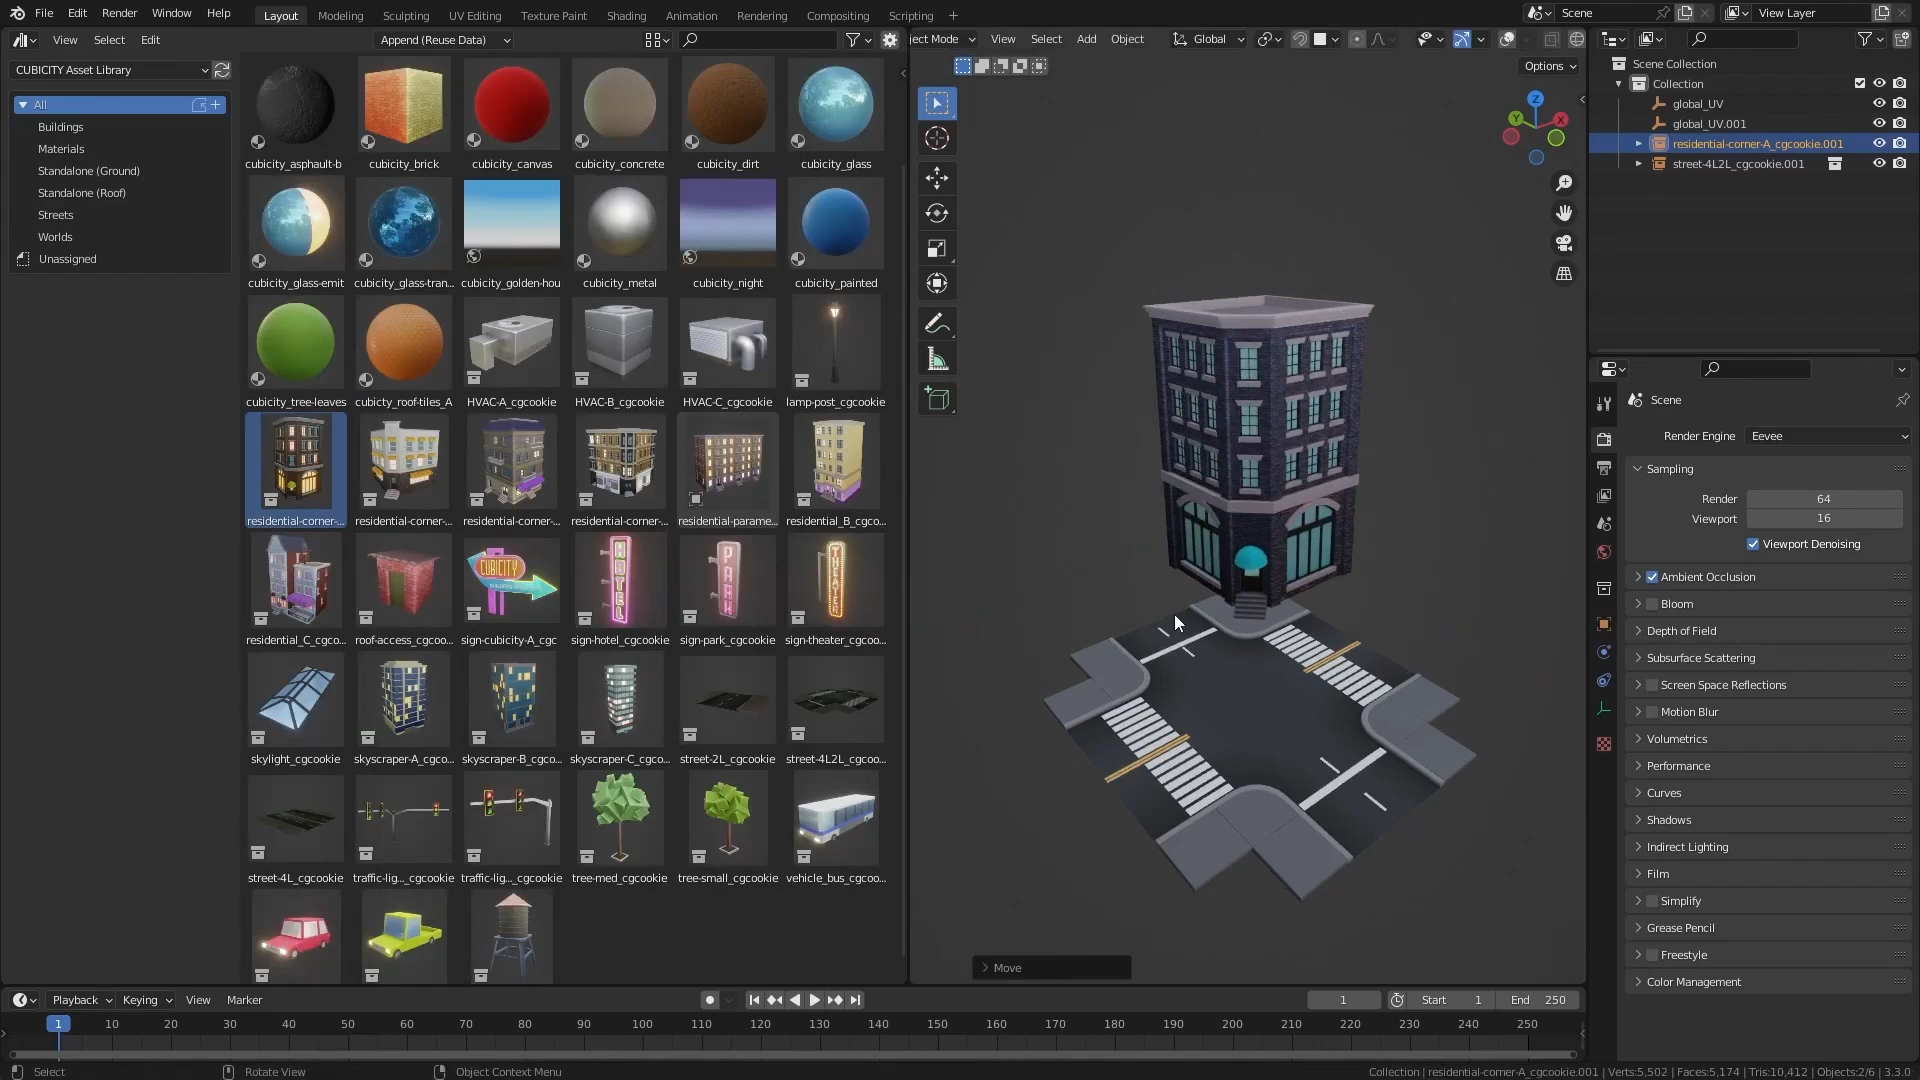 File Edit Render Window Help Layout Modeling Sculpting UV Editing Texture Paint Shading Animation Rendering Compositing Scripting + Scene View Layer
View Select Edit Append (Reuse Data)
ject Mode View Select Add Object Global
CUBICITY Asset Library
All
Buildings
Materials
Standalone (Ground)
Standalone (Roof)
Streets
Worlds
Unassigned
cubicity_asphault-b cubicity_brick cubicity_canvas cubicity_concrete cubicity_dirt cubicity_glass
cubicity_glass-emit cubicity_glass-tran... cubicity_golden-hou cubicity_metal cubicity_night cubicity_painted
cubicity_tree-leaves cubicty_roof-tiles_A HVAC-A_cgcookie HVAC-B_cgcookie HVAC-C_cgcookie lamp-post_cgcookie
residential-corner-... residential-corner-... residential-corner-... residential-corner-... residential-parame... residential_B_cgco...
CUBICITY
HOTEL
PARK
THEATER
residential_C_cgco... roof-access_cgcoo... sign-cubicity-A_cgc sign-hotel_cgcookie sign-park_cgcookie sign-theater_cgcoo...
skylight_cgcookie skyscraper-A_cgco... skyscraper-B_cgco... skyscraper-C_cgco... street-2L_cgcookie street-4L2L_cgcoo...
street-4L_cgcookie traffic-lig..._cgcookie traffic-lig..._cgcookie tree-med_cgcookie tree-small_cgcookie vehicle_bus_cgcoo...
Options
Z
Y
X
Move
Scene Collection
Collection
global_UV
global_UV.001
residential-corner-A_cgcookie.001
street-4L2L_cgcookie.001
Scene
Render Engine Eevee
Sampling
Render 64
Viewport 16
Viewport Denoising
Ambient Occlusion
Bloom
Depth of Field
Subsurface Scattering
Screen Space Reflections
Motion Blur
Volumetrics
Performance
Curves
Shadows
Indirect Lighting
Film
Simplify
Grease Pencil
Freestyle
Color Management
Playback Keying View Marker 1 Start 1 End 250
1 10 20 30 40 50 60 70 80 90 100 110 120 130 140 150 160 170 180 190 200 210 220 230 240 250
Select Rotate View Object Context Menu Collection | residential-corner-A_cgcookie.001 | Verts:5,502 | Faces:5,174 | Tris:10,412 | Objects:2/6 | 3.3.0